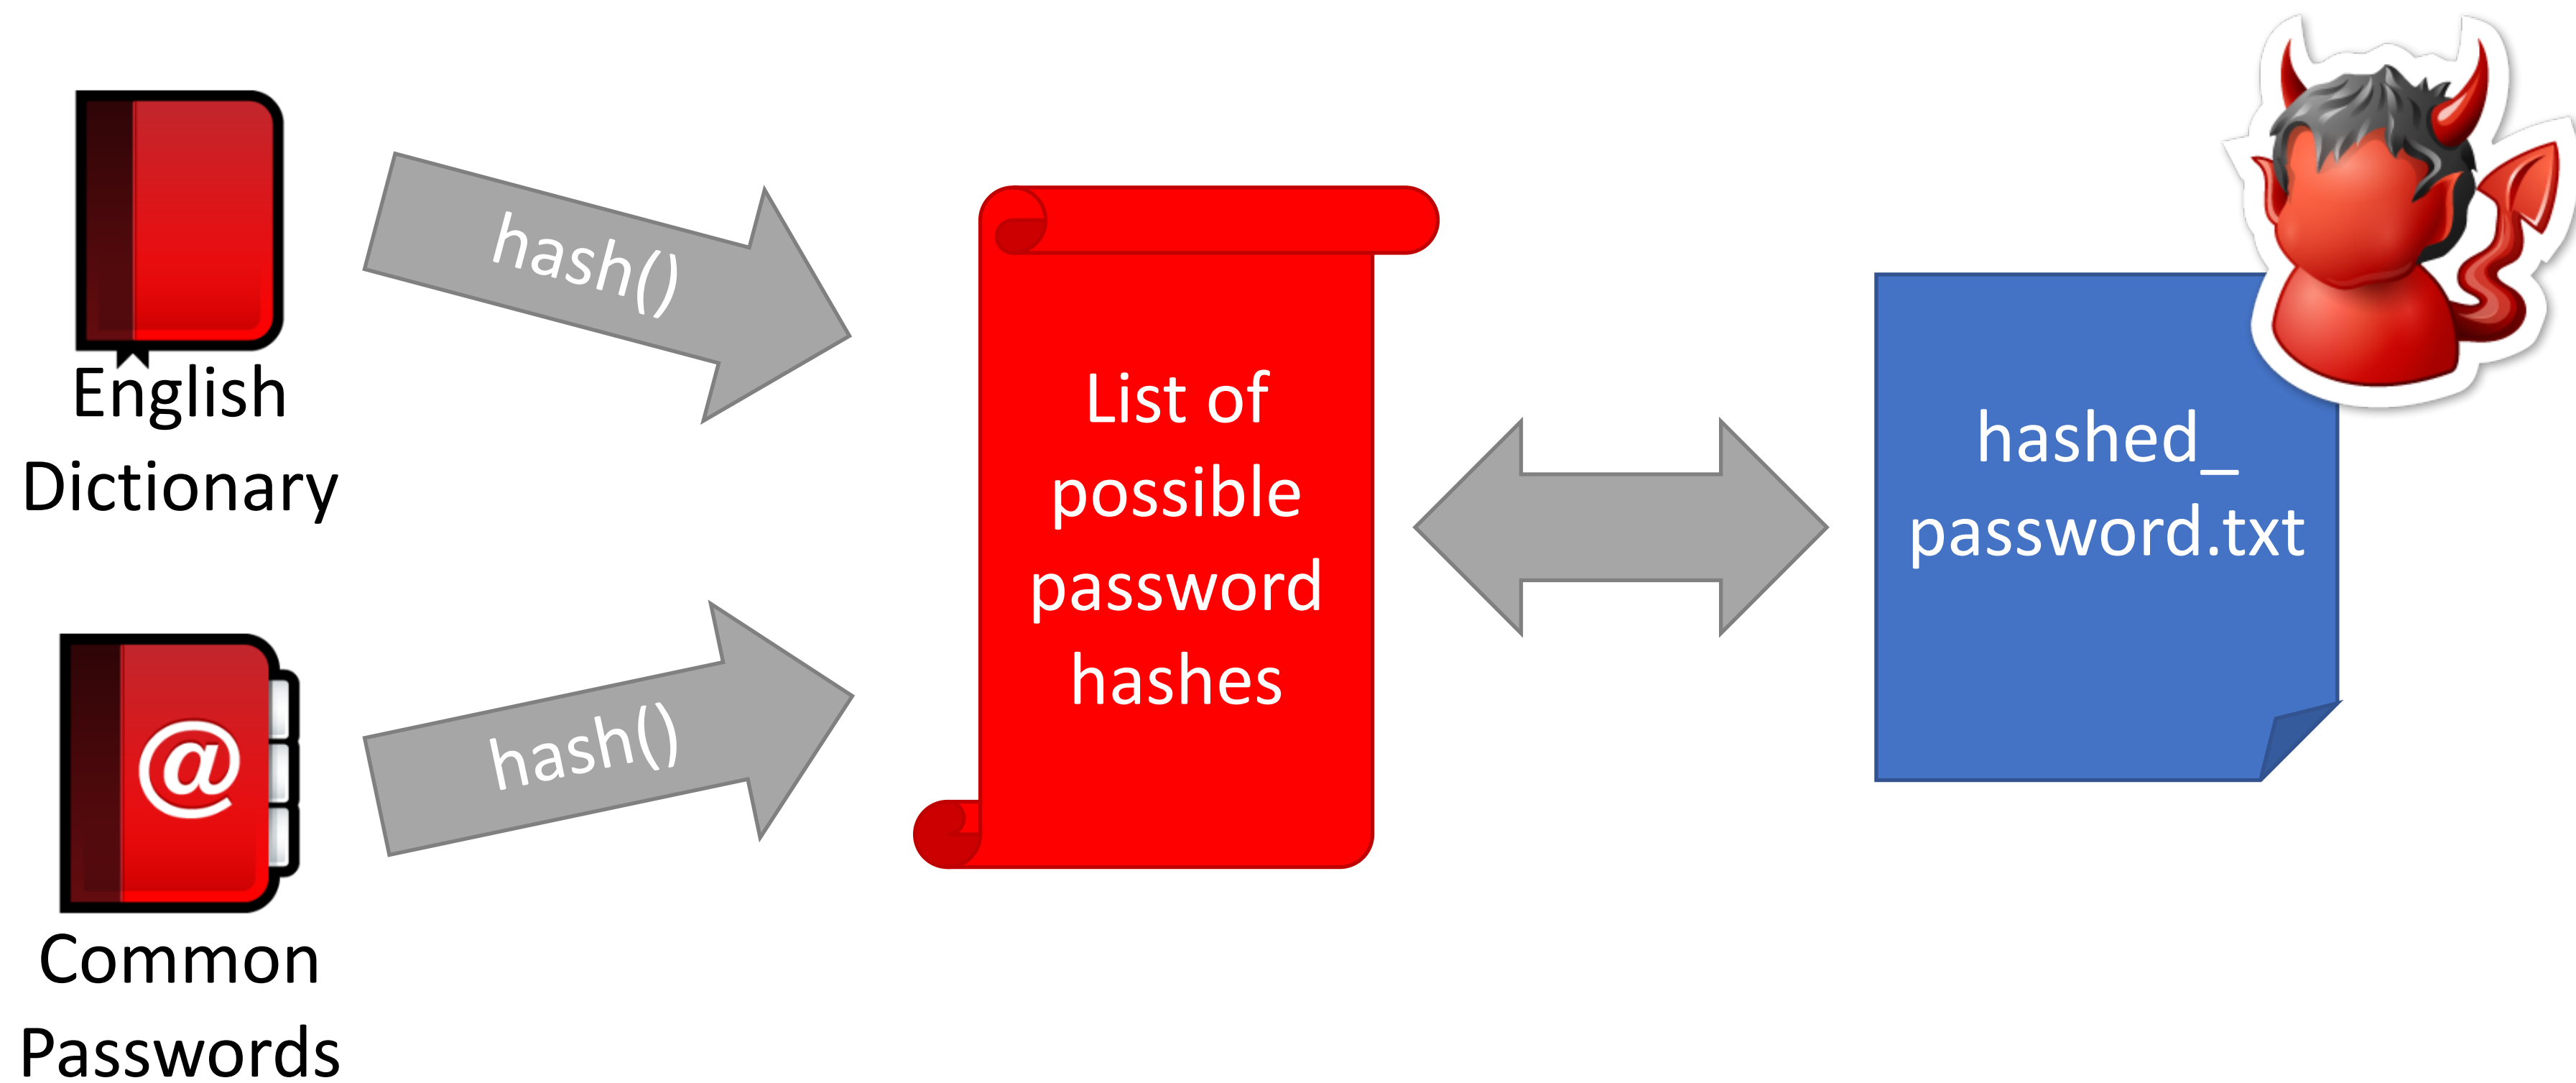 English
Dictionary
hash()
List of
possible
password
hashes
hashed_
password.txt
@
hash()
Common
Passwords